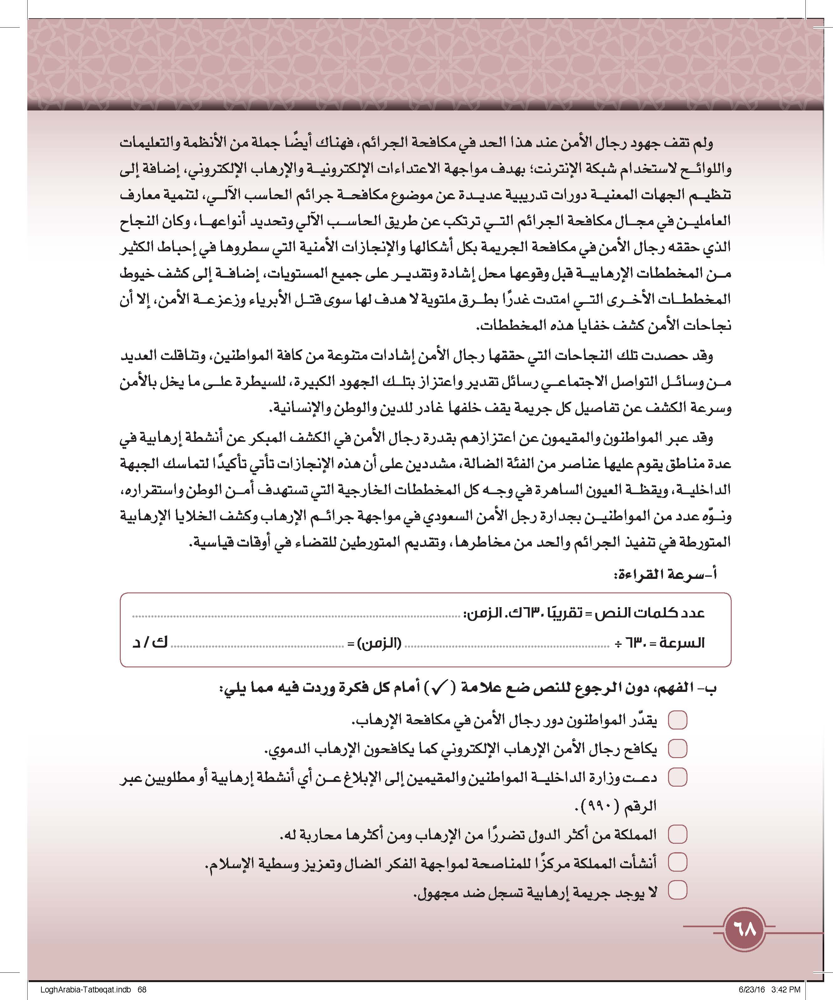 ولم تقف جهود رجال الأمن عند هذا الحد في مكافحة الجرائم، فهناك أيضًا جملة من الأنظمة والتعليمات
واللوائح لاستخدام شبكة الإنترنت؛ بهدف مواجهة الاعتداءات الإلكترونية والإرهاب الإلكتروني، إضافة إلى
تنظيم الجهات المعنية دورات تدريبية عديدة عن موضوع مكافحة جرائم الحاسب الآلي، لتنمية معارف
العاملين في مجال مكافحة الجرائم التي ترتكب عن طريق الحاسب الآلي وتحديد أنواعها، وكان النجاح
الذي حققه رجال الأمن في مكافحة الجريمة بكل أشكالها والإنجازات الأمنية التي سطروها في إحباط الكثير
من المخططات الإرهابية قبل وقوعها محل إشادة وتقدير على جميع المستويات، إضافة إلى كشف خيوط
المخططات الأخرى التي امتدت غدرًا بطرق ملتوية لا هدف لها سوى قتل الأبرياء وزعزعة الأمن، إلا أن
نجاحات الأمن كشف خفايا هذه المخططات.
وقد حصدت تلك النجاحات التي حققها رجال الأمن إشادات متنوعة من كافة المواطنين، وتناقلت العديد
من وسائل التواصل الاجتماعي رسائل تقدير واعتزاز بتلك الجهود الكبيرة، للسيطرة على ما يخل بالأمن
وسرعة الكشف عن تفاصيل كل جريمة يقف خلفها غادر للدين والوطن والإنسانية.
وقد عبر المواطنون والمقيمون عن اعتزازهم بقدرة رجال الأمن في الكشف المبكر عن أنشطة إرهابية في
عدة مناطق يقوم عليها عناصر من الفئة الضالة، مشددين على أن هذه الإنجازات تأتي تأكيدًا لتماسك الجبهة
الداخلية، ويقظة العيون الساهرة في وجه كل المخططات الخارجية التي تستهدف أمن الوطن واستقراره،
ونوّه عدد من المواطنين بجدارة رجل الأمن السعودي في مواجهة جرائم الإرهاب وكشف الخلايا الإرهابية
المتورطة في تنفيذ الجرائم والحد من مخاطرها، وتقديم المتورطين للقضاء في أوقات قياسية.
أ-سرعة القراءة:
عدد كلمات النص = تقريبًا ٦٣٠ك. الزمن: ........................................
السرعة = ٦٣٠ ÷ .............................. (الزمن) = .............................. ك / د
ب- الفهم، دون الرجوع للنص ضع علامة (✓) أمام كل فكرة وردت فيه مما يلي:
يقدّر المواطنون دور رجال الأمن في مكافحة الإرهاب.
يكافح رجال الأمن الإرهاب الإلكتروني كما يكافحون الإرهاب الدموي.
دعت وزارة الداخلية المواطنين والمقيمين إلى الإبلاغ عن أي أنشطة إرهابية أو مطلوبين عبر
الرقم (٩٩٠).
المملكة من أكثر الدول تضررًا من الإرهاب ومن أكثرها محاربة له.
أنشأت المملكة مركزًا للمناصحة لمواجهة الفكر الضال وتعزيز وسطية الإسلام.
لا يوجد جريمة إرهابية تسجل ضد مجهول.
٦٨
LoghArabia-Tatbeqat.indb 68
6/23/16 3:42 PM